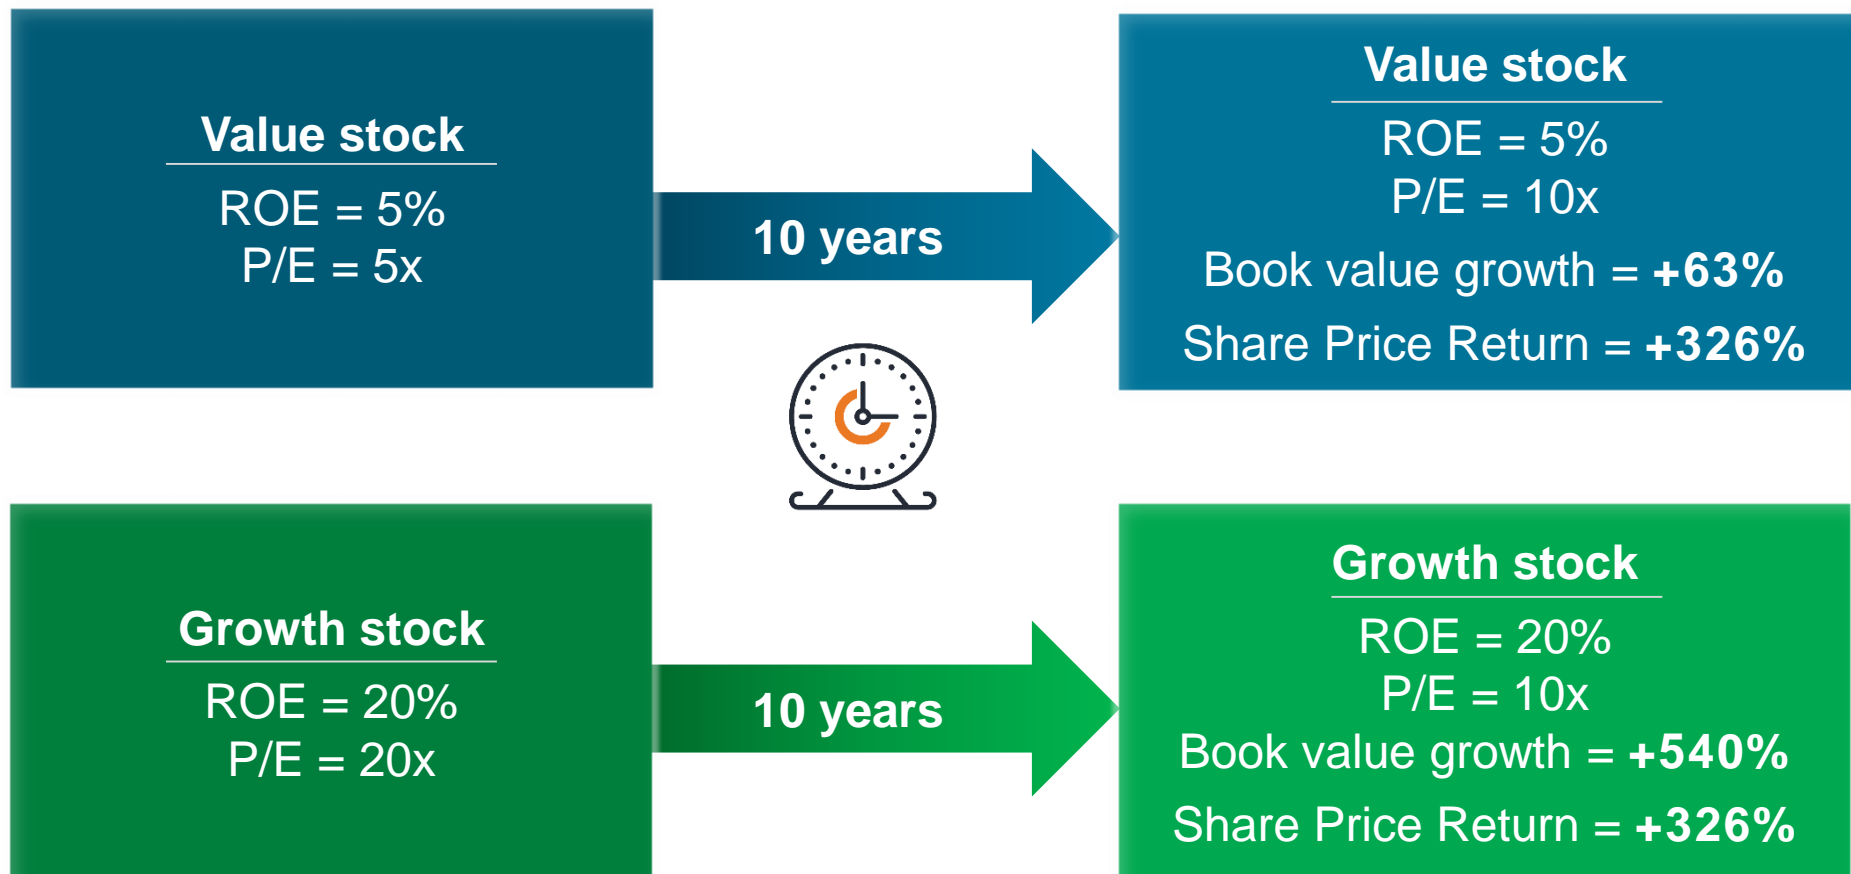 Value stock
ROE = 5%
P/E = 5x
10 years
Value stock
ROE = 5%
P/E = 10x
Book value growth = +63%
Share Price Return = +326%
Growth stock
ROE = 20%
P/E = 20x
10 years
Growth stock
ROE = 20%
P/E = 10x
Book value growth = +540%
Share Price Return = +326%